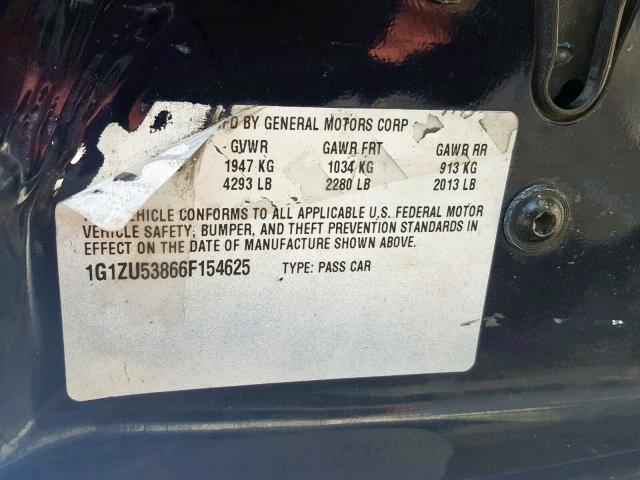 BY GENERAL MOTORS CORP
GVWR GAWR FRT GAWR RR
1947 KG 1034 KG 913 KG
4293 LB 2280 LB 2013 LB
VEHICLE CONFORMS TO ALL APPLICABLE U.S. FEDERAL MOTOR
VEHICLE SAFETY, BUMPER, AND THEFT PREVENTION STANDARDS IN
EFFECT ON THE DATE OF MANUFACTURE SHOWN ABOVE.
1G1ZU53866F154625 TYPE: PASS CAR